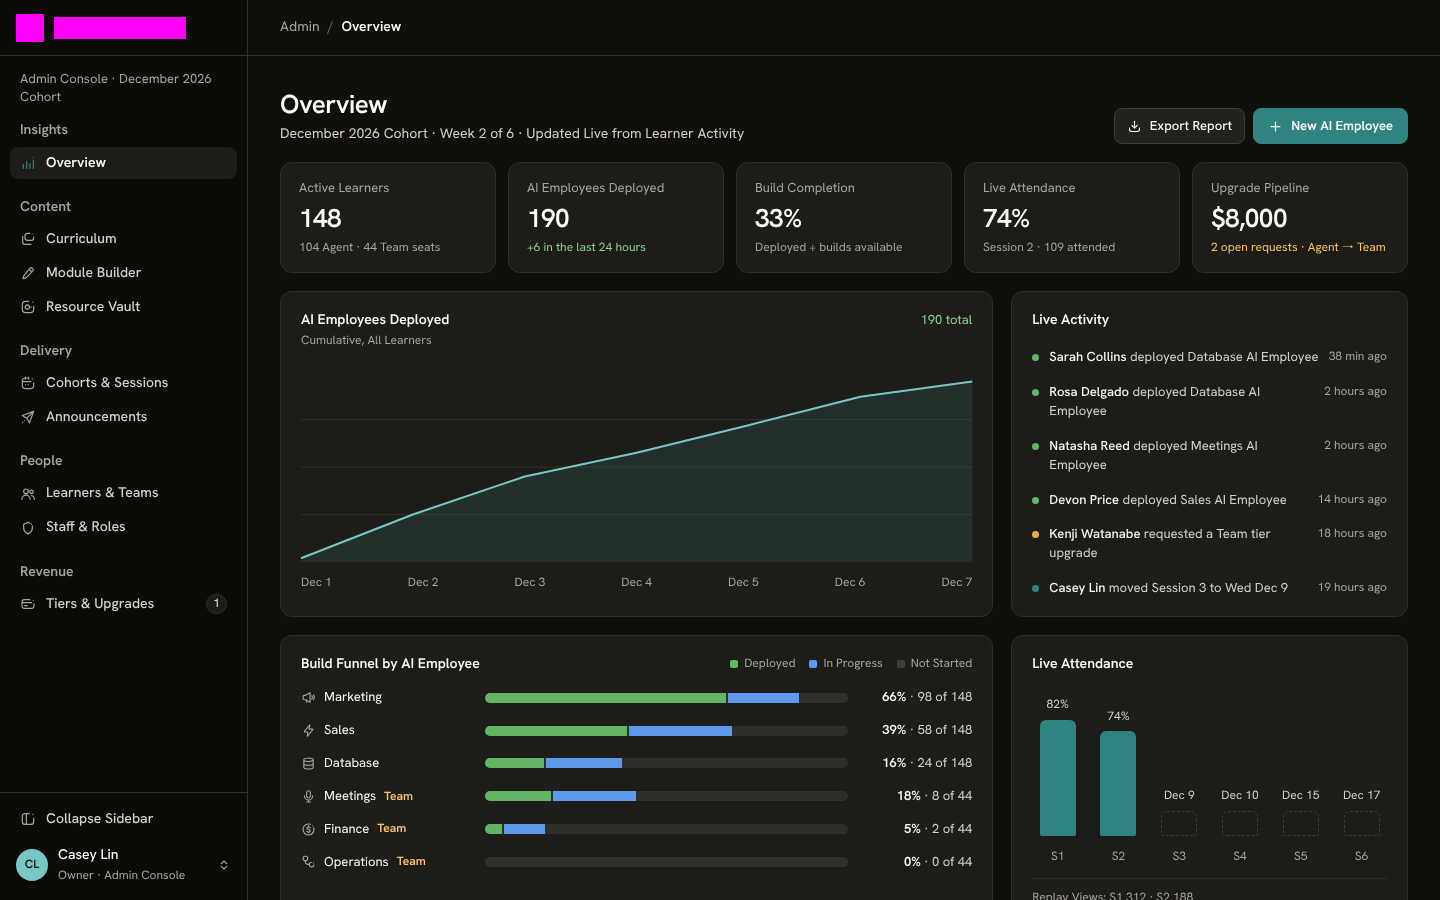 Admin / Overview
Admin Console · December 2026
Cohort
Insights
Overview
Content
Curriculum
Module Builder
Resource Vault
Delivery
Cohorts & Sessions
Announcements
People
Learners & Teams
Staff & Roles
Revenue
Tiers & Upgrades 1
Collapse Sidebar
CL
Casey Lin
Owner · Admin Console
Overview
December 2026 Cohort · Week 2 of 6 · Updated Live from Learner Activity
Export Report
New AI Employee
Active Learners
148
104 Agent · 44 Team seats
AI Employees Deployed
190
+6 in the last 24 hours
Build Completion
33%
Deployed ÷ builds available
Live Attendance
74%
Session 2 · 109 attended
Upgrade Pipeline
$8,000
2 open requests · Agent → Team
AI Employees Deployed
190 total
Cumulative, All Learners
Dec 1 Dec 2 Dec 3 Dec 4 Dec 5 Dec 6 Dec 7
Live Activity
Sarah Collins deployed Database AI Employee 38 min ago
Rosa Delgado deployed Database AI 2 hours ago
Employee
Natasha Reed deployed Meetings AI 2 hours ago
Employee
Devon Price deployed Sales AI Employee 14 hours ago
Kenji Watanabe requested a Team tier 18 hours ago
upgrade
Casey Lin moved Session 3 to Wed Dec 9 19 hours ago
Build Funnel by AI Employee
Deployed In Progress Not Started
Marketing 66% · 98 of 148
Sales 39% · 58 of 148
Database 16% · 24 of 148
Meetings Team 18% · 8 of 44
Finance Team 5% · 2 of 44
Operations Team 0% · 0 of 44
Live Attendance
82% 74% Dec 9 Dec 10 Dec 15 Dec 17
S1 S2 S3 S4 S5 S6
Replay Views: S1 312 · S2 188